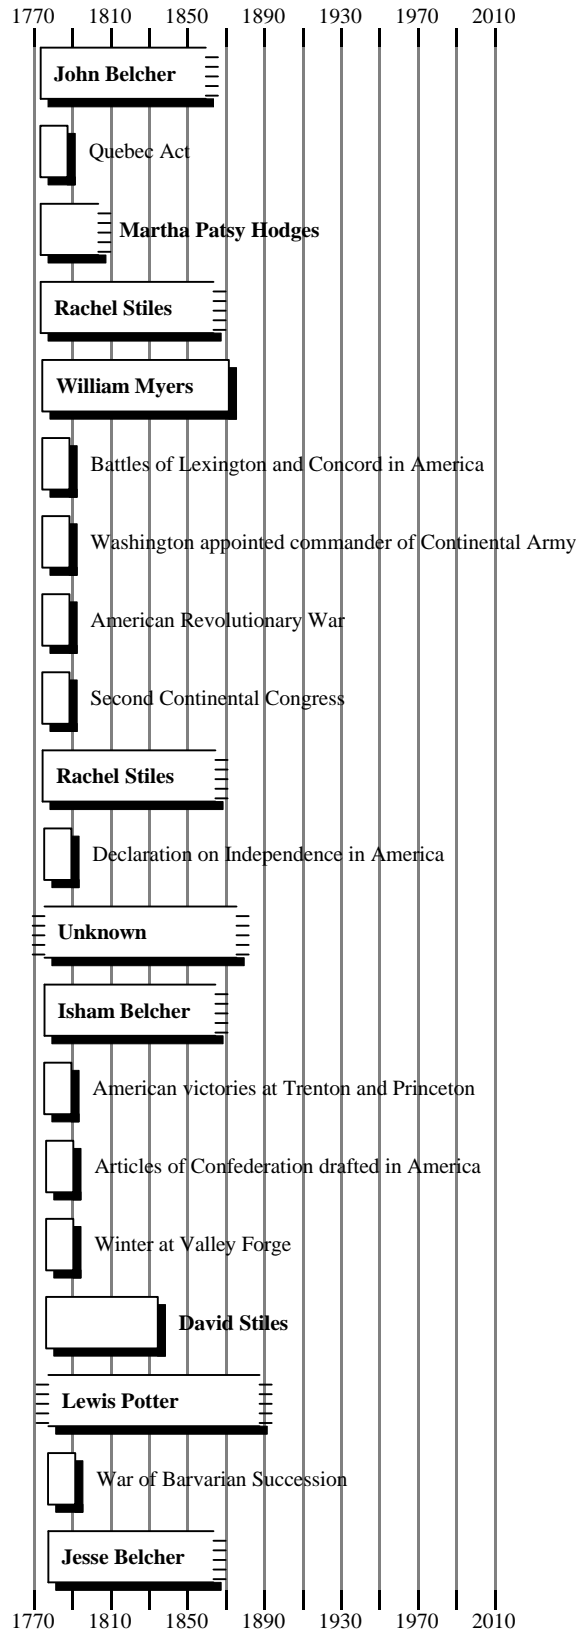 1770 1810 1850 1890 1930 1970 2010
John Belcher
Quebec Act
Martha Patsy Hodges
Rachel Stiles
William Myers
Battles of Lexington and Concord in America
Washington appointed commander of Continental Army
American Revolutionary War
Second Continental Congress
Rachel Stiles
Declaration on Independence in America
Unknown
Isham Belcher
American victories at Trenton and Princeton
Articles of Confederation drafted in America
Winter at Valley Forge
David Stiles
Lewis Potter
War of Barvarian Succession
Jesse Belcher
1770 1810 1850 1890 1930 1970 2010